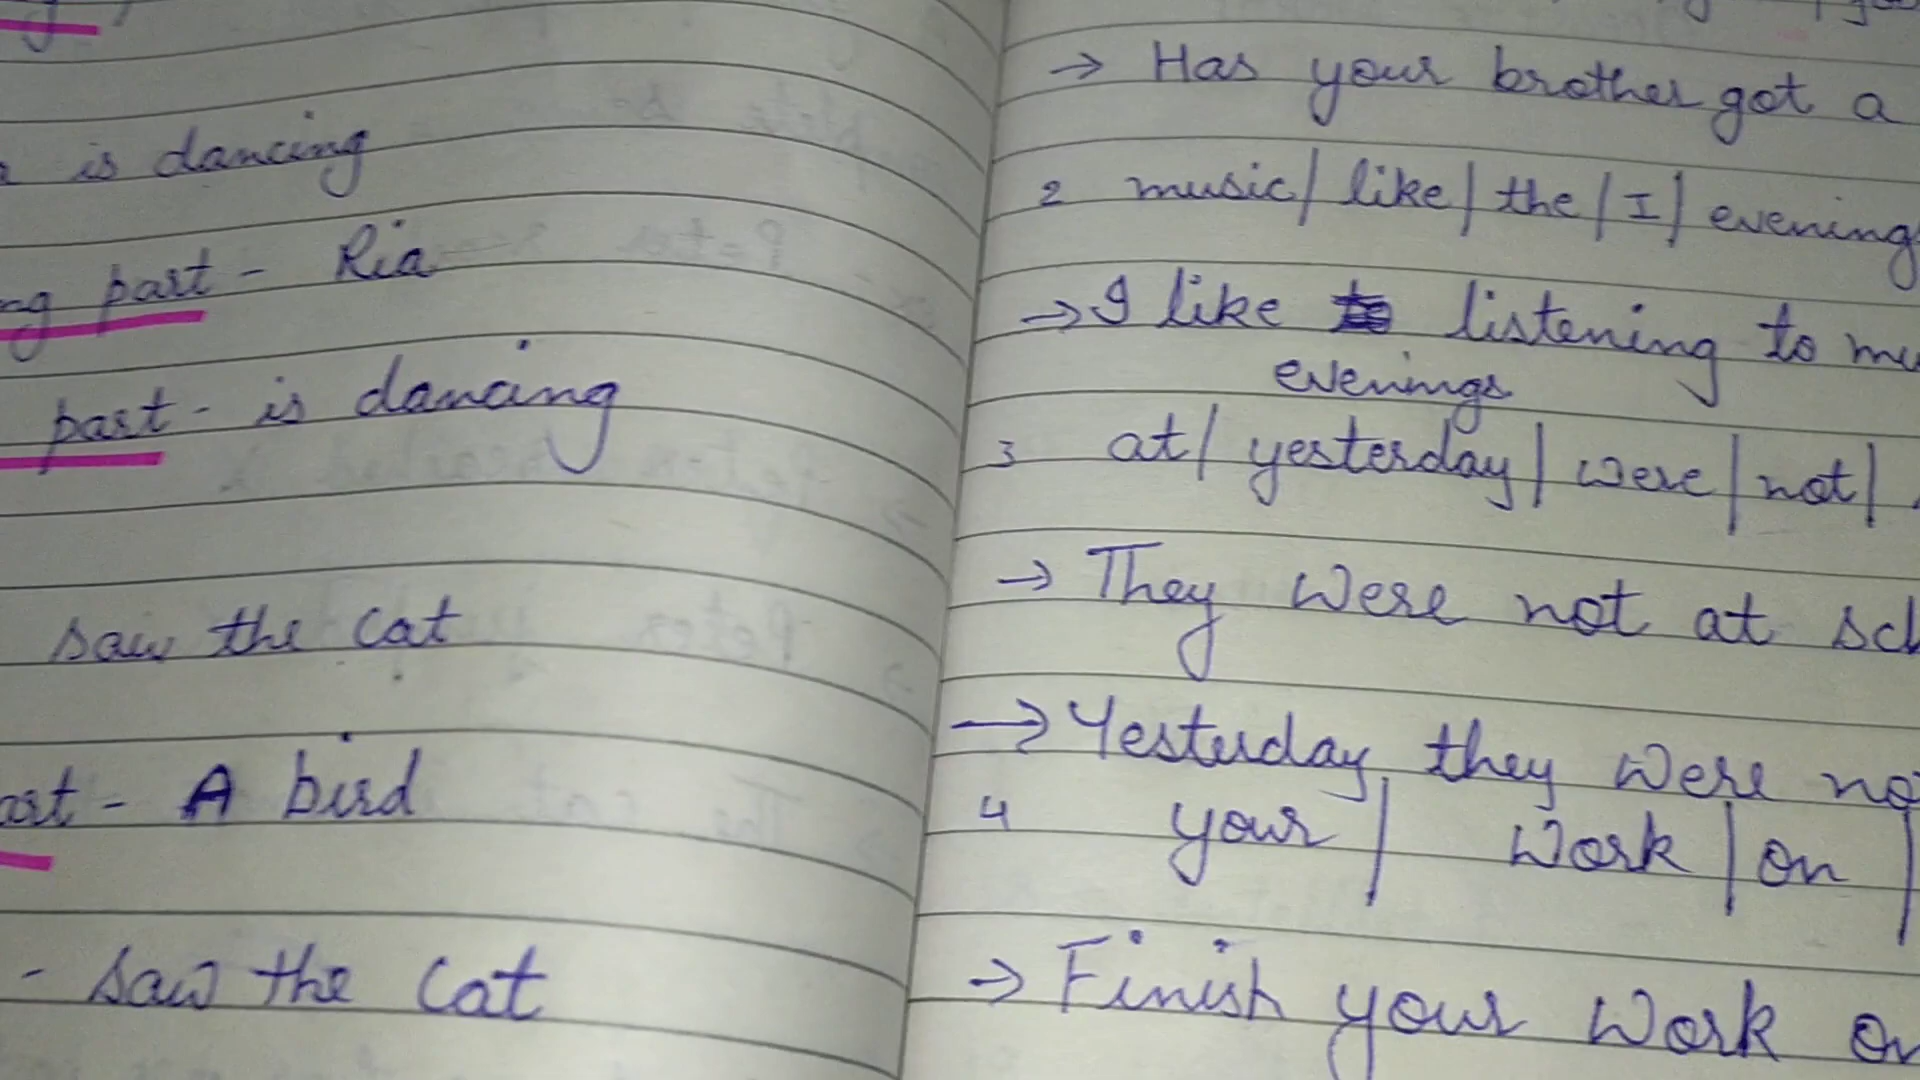 is dancing
part - Ria
part - is dancing
saw the cat
- A bird
- saw the cat
→ Has your brother got a
2 music/ like/ the / I/ evening
→ I like listening to
evenings
3 at/ yesterday/ were/ not/
→ They were not at
→ Yesterday they were
4 your/ work / on /
→ Finish your work